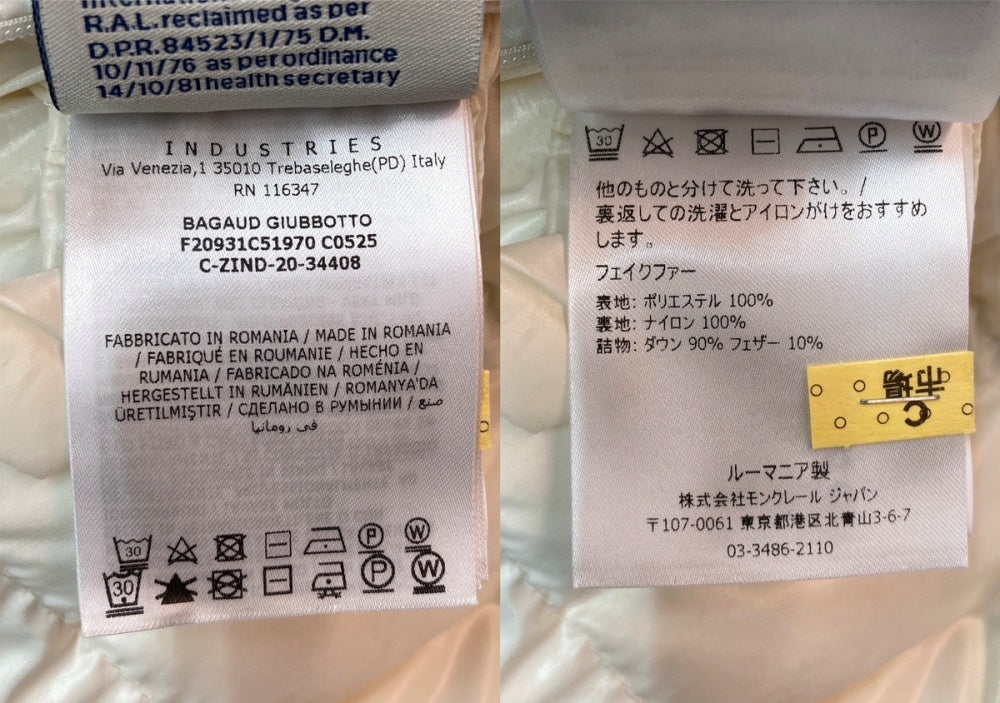 R.A.L. reclaimed as per
D.P.R. 84523/1/75 D.M.
10/11/76 as per ordinance
14/10/81 health secretary
INDUSTRIES
Via Venezia,1 35010 Trebaseleghe(PD) Italy
RN 116347
BAGAUD GIUBBOTTO
F20931C51970 C0525
C-ZIND-20-34408
FABBRICATO IN ROMANIA / MADE IN ROMANIA
/ FABRIQUÉ EN ROUMANIE / HECHO EN
RUMANIA / FABRICADO NA ROMÉNIA /
HERGESTELLT IN RUMÄNIEN / ROMANYA'DA
ÜRETILMIŞTIR / СДЕЛАНО В РУМЫНИИ / صنع
في رومانيا
30 P W
30 P W
30 P W
他のものと分けて洗って下さい。/
裏返しての洗濯とアイロンがけをおすすめ
します。
フェイクファー
表地: ポリエステル 100%
裏地: ナイロン 100%
詰物: ダウン 90% フェザー 10%
C市場
ルーマニア製
株式会社モンクレール ジャパン
〒107-0061 東京都港区北青山3-6-7
03-3486-2110